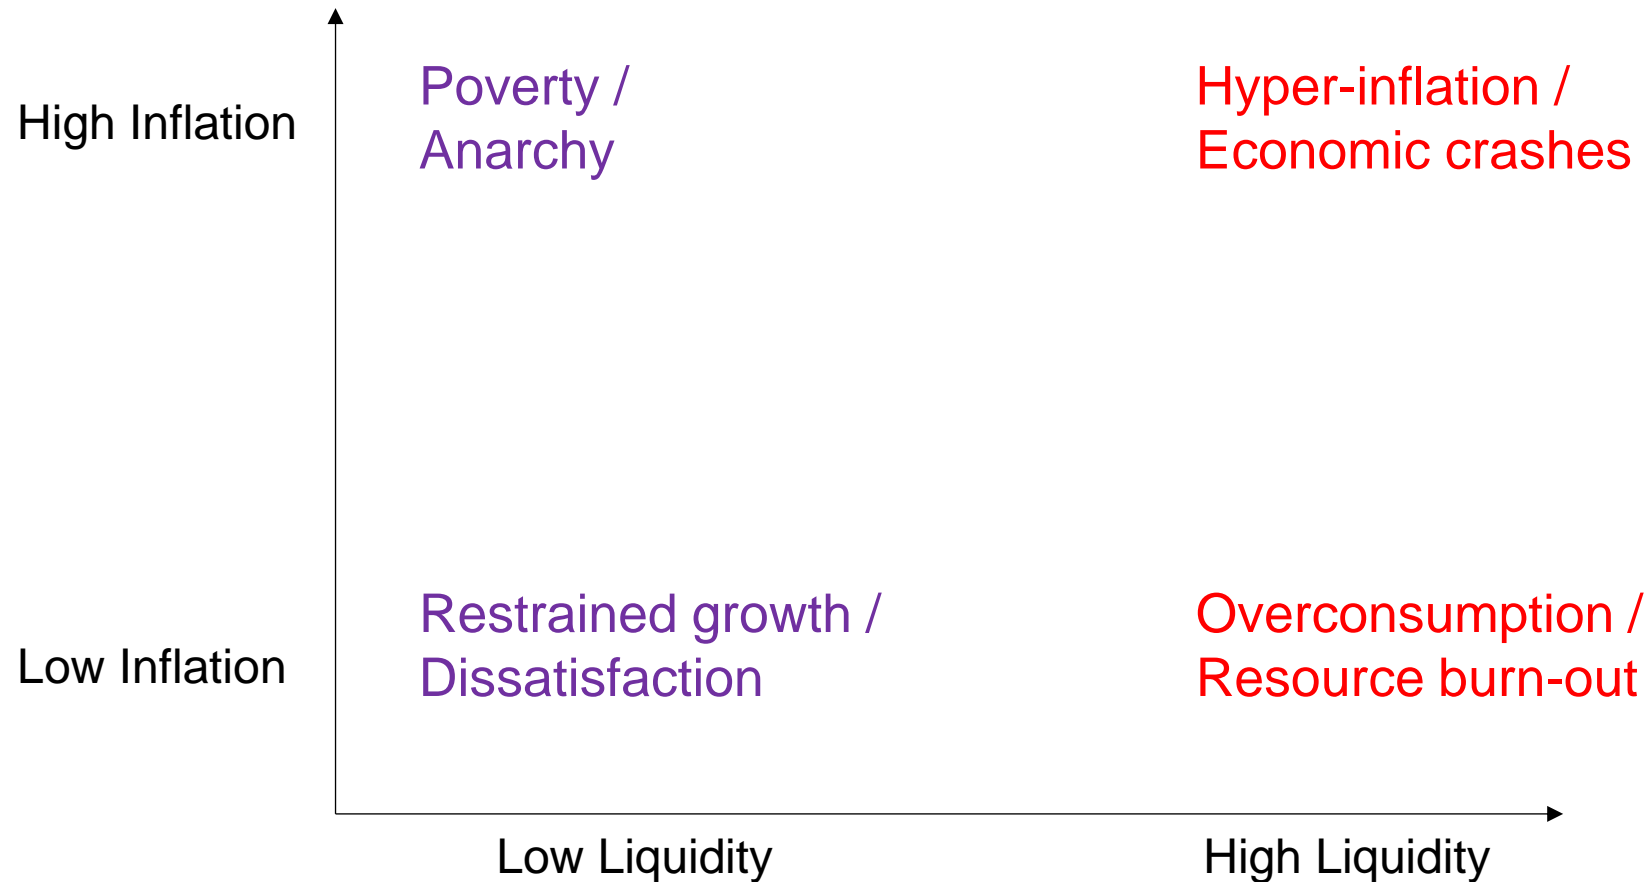 High Inflation
Poverty /
Anarchy
Hyper-inflation /
Economic crashes
Low Inflation
Restrained growth /
Dissatisfaction
Overconsumption /
Resource burn-out
Low Liquidity
High Liquidity